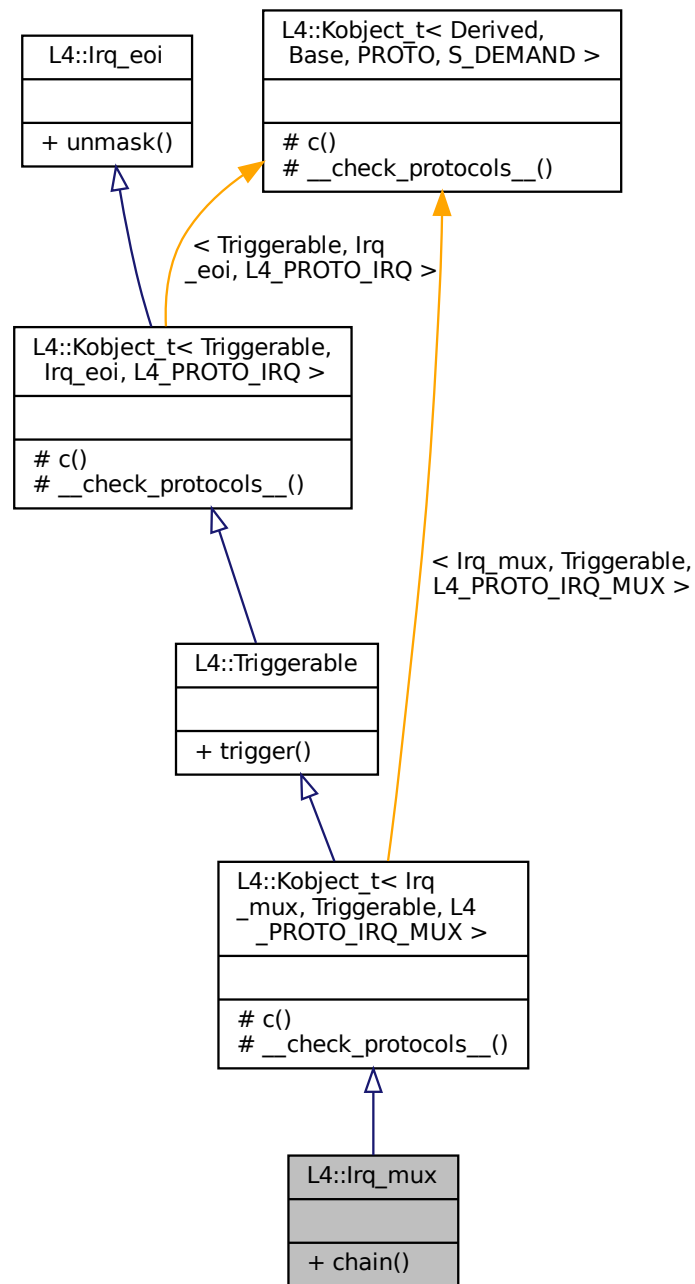 L4::Irq_eoi
+ unmask()
L4::Kobject_t< Derived,
Base, PROTO, S_DEMAND >
# c()
# __check_protocols__()
< Triggerable, Irq
_eoi, L4_PROTO_IRQ >
L4::Kobject_t< Triggerable,
Irq_eoi, L4_PROTO_IRQ >
# c()
# __check_protocols__()
< Irq_mux, Triggerable,
L4_PROTO_IRQ_MUX >
L4::Triggerable
+ trigger()
L4::Kobject_t< Irq
_mux, Triggerable, L4
_PROTO_IRQ_MUX >
# c()
# __check_protocols__()
L4::Irq_mux
+ chain()